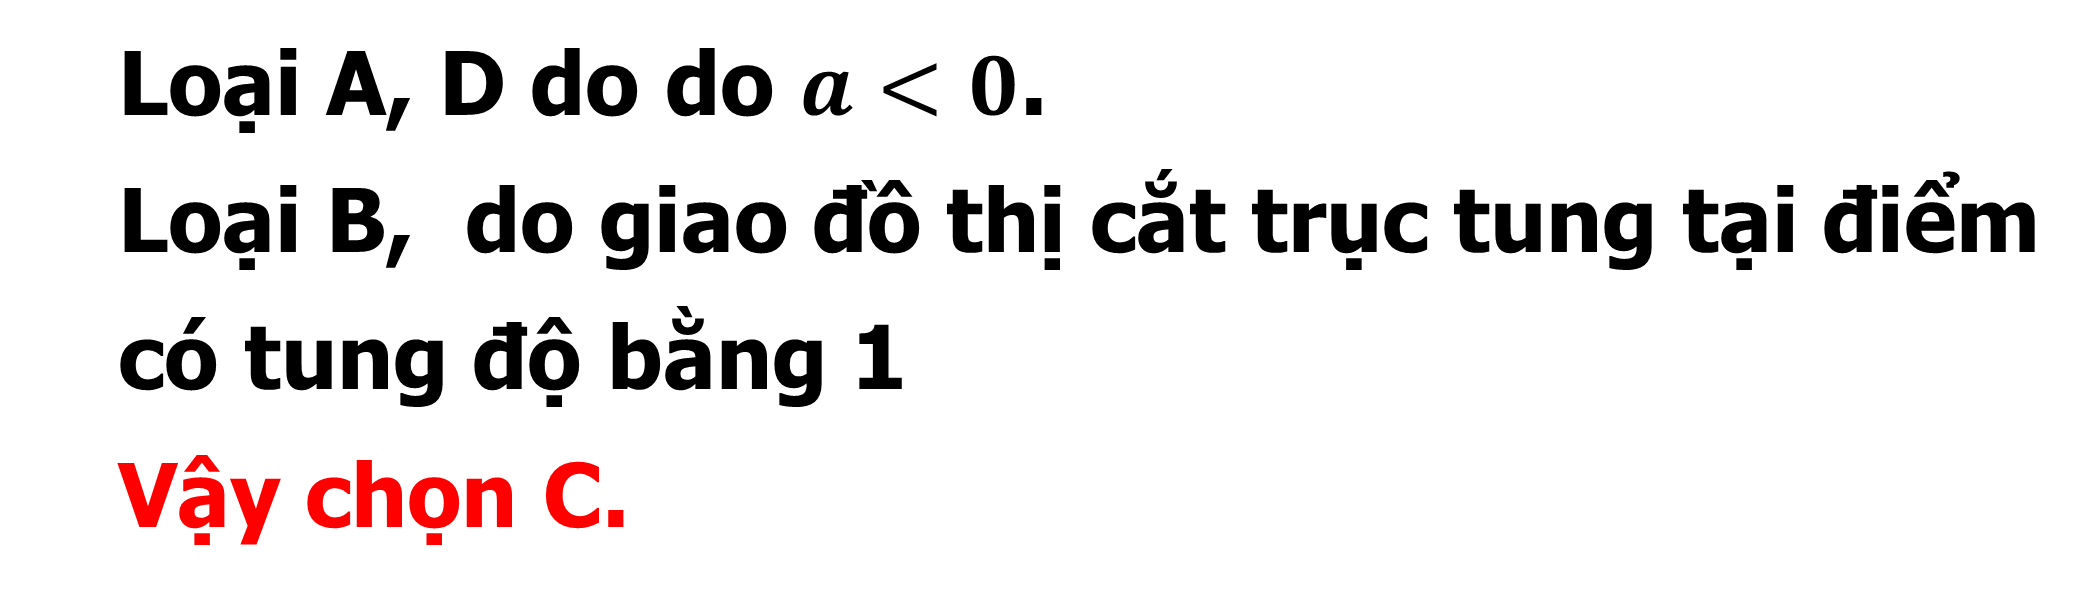 Loại A, D do do 𝒂 < 𝟎.
Loại B,  do giao đồ thị cắt trục tung tại điểm
có tung độ bằng 1
Vậy chọn C.